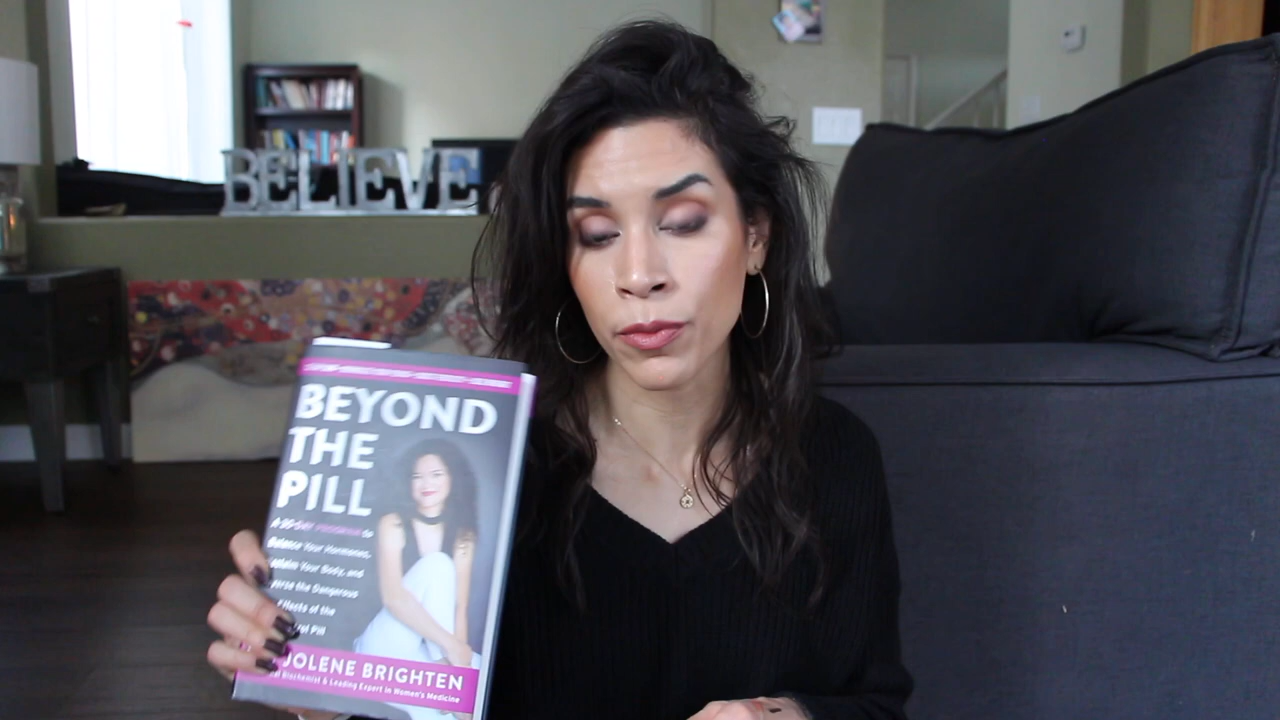 BELIEVE
BEYOND
THE
PILL
A 30-DAY PROGRAM to
Balance Your Hormones,
Your Body, and
the Dangerous
Effects of the
Pill
JOLENE BRIGHTEN
Biochemist & Leading Expert in Women's Medicine